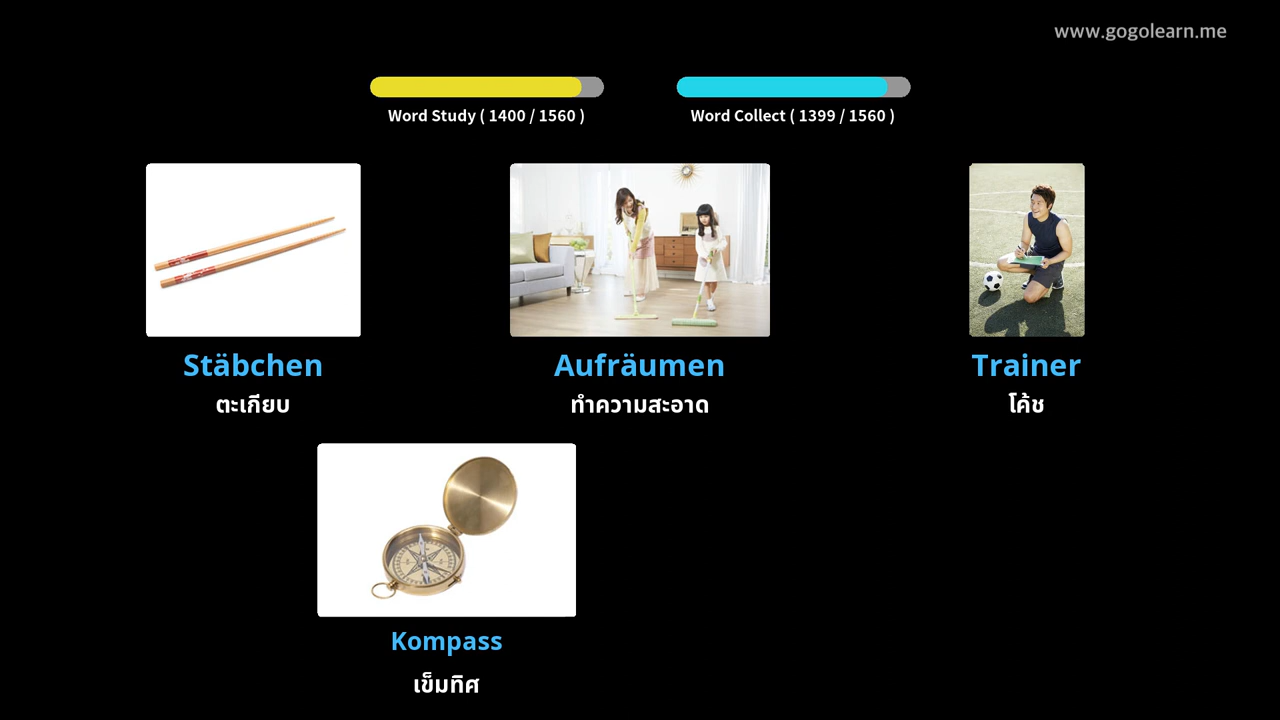 www.gogolearn.me
Word Study ( 1400 / 1560 )
Word Collect ( 1399 / 1560 )
Stäbchen
ตะเกียบ
Aufräumen
ทำความสะอาด
Trainer
โค้ช
Kompass
เข็มทิศ